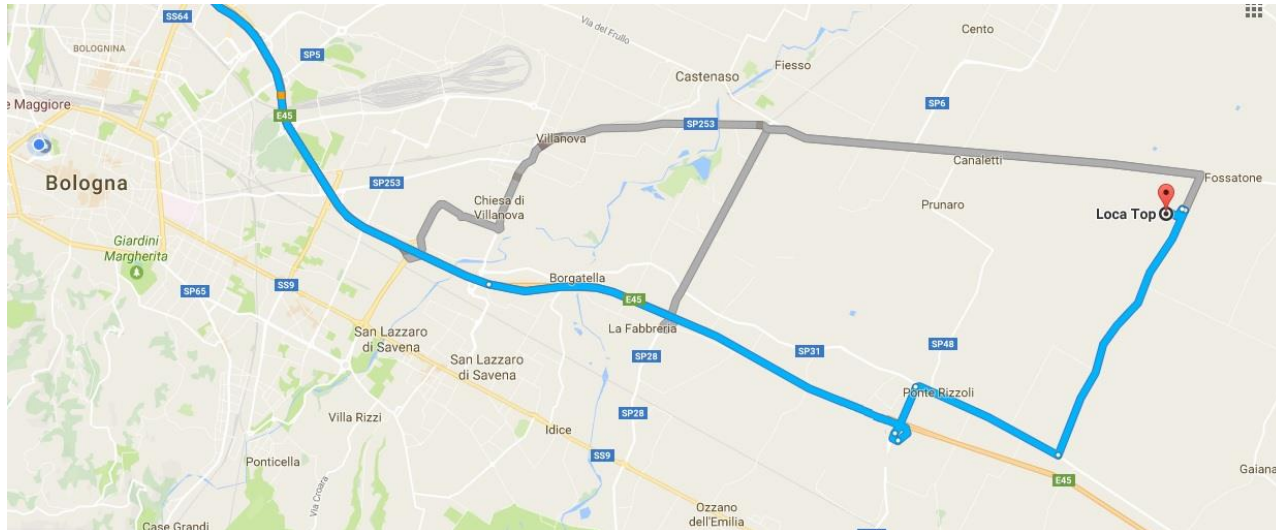 SS64
Via del Frullo
Cento
BOLOGNINA
SP5
Fiesso
Castenaso
e Maggiore
SP6
E45
Villanova
SP253
Canaletti
Bologna
SP253
Chiesa di
Villanova
Fossatone
Prunaro
Loca Top
Giardini
Margherita
Borgatella
SP65
SS9
E45
La Fabbreria
San Lazzaro
di Savena
San Lazzaro
di Savena
SP28
SP31
SP48
Ponte Rizzoli
Villa Rizzi
SP28
Idice
Ponticella
SS9
Gaiana
Via Croara
E45
Ozzano
dell'Emilia
Case Grandi